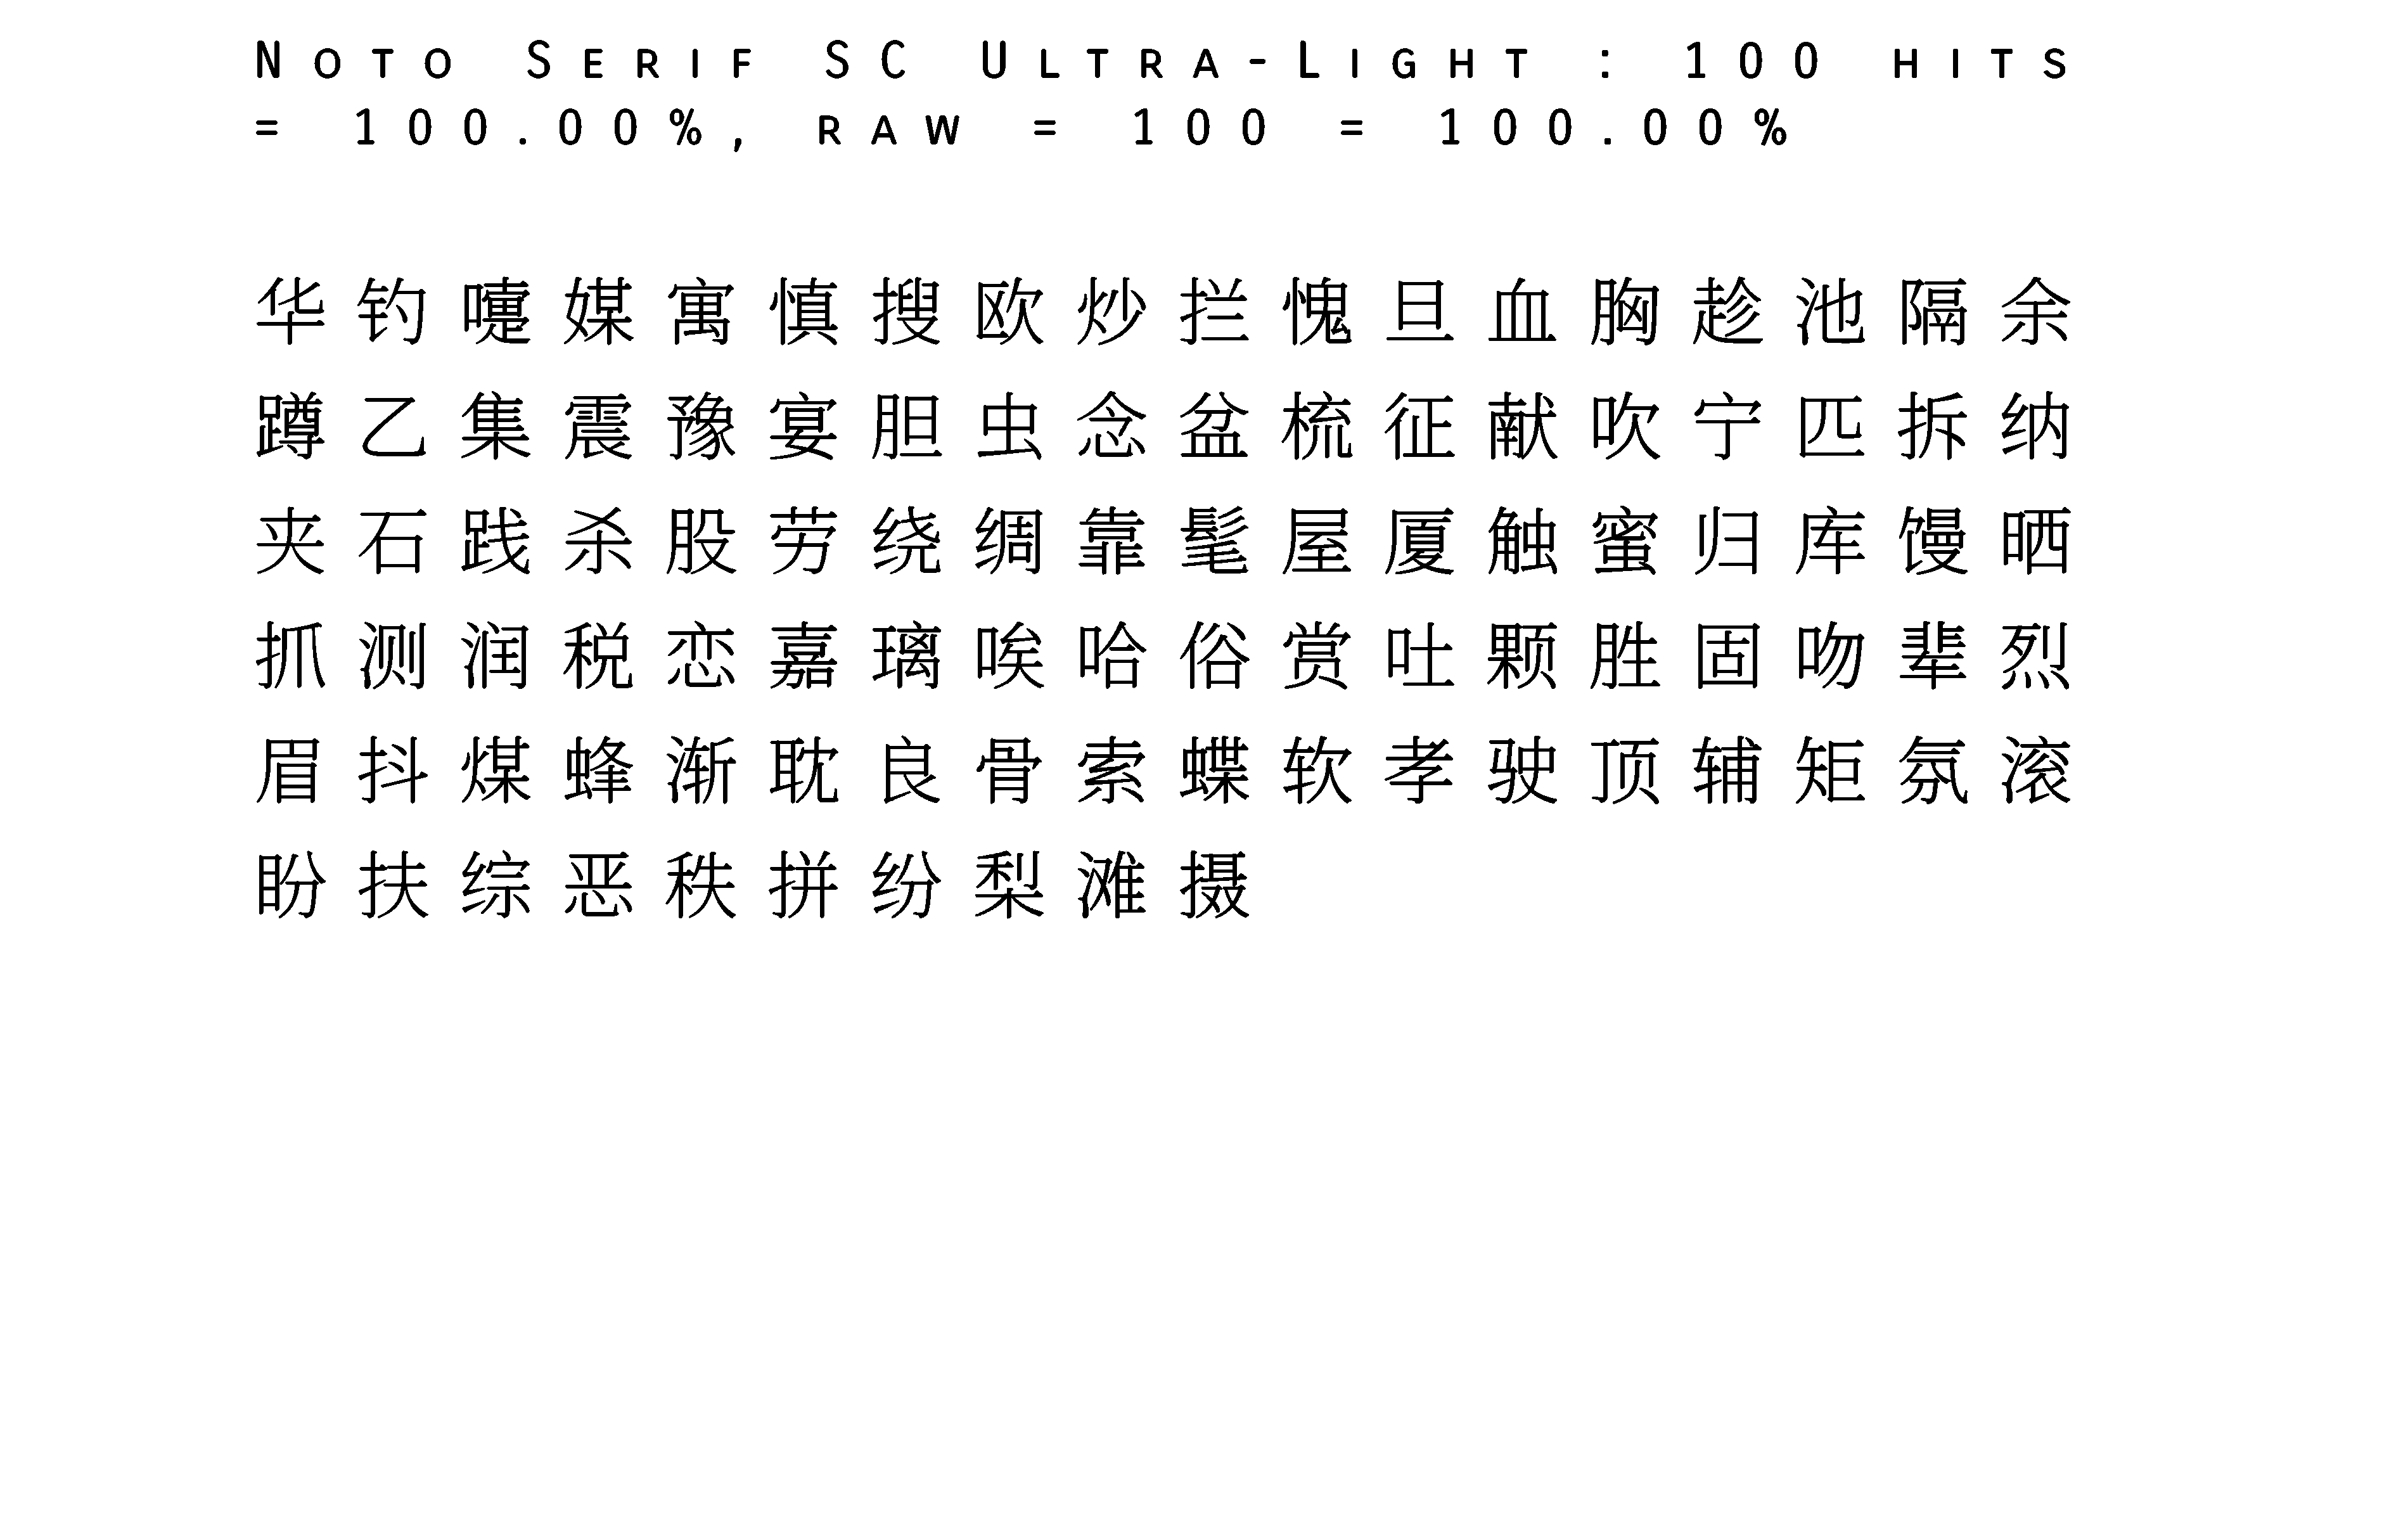 Noto Serif SC Ultra-Light : 100 hits
= 100.00%, raw = 100 = 100.00%
华钓嚏媒寓慎搜欧炒拦愧旦血胸趁池隔余
蹲乙集震豫宴胆虫念盆梳征献吹宁匹拆纳
夹石践杀股劳绕绸靠髦屋厦触蜜归库馒晒
抓测润税恋嘉璃唉哈俗赏吐颗胜固吻辈烈
眉抖煤蜂渐耽良骨索蝶软孝驶顶辅矩氛滚
盼扶综恶秩拼纷梨滩摄